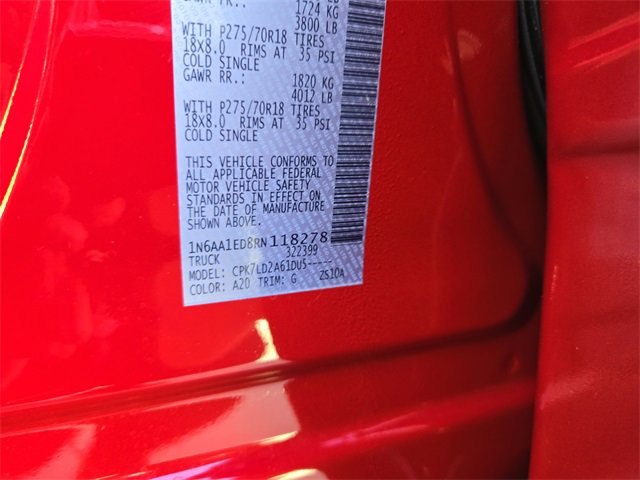 1724 KG
3800 LB
WITH P275/70R18 TIRES
18X8.0 RIMS AT 35 PSI
COLD SINGLE
GAWR RR.: 1820 KG
4012 LB
WITH P275/70R18 TIRES
18X8.0 RIMS AT 35 PSI
COLD SINGLE
THIS VEHICLE CONFORMS TO
ALL APPLICABLE FEDERAL
MOTOR VEHICLE SAFETY
STANDARDS IN EFFECT ON
THE DATE OF MANUFACTURE
SHOWN ABOVE.
1N6AA1ED8RN118278
TRUCK 322399
MODEL: CPK7LD2A61DU5-----
COLOR: A20 TRIM: G ZS10A